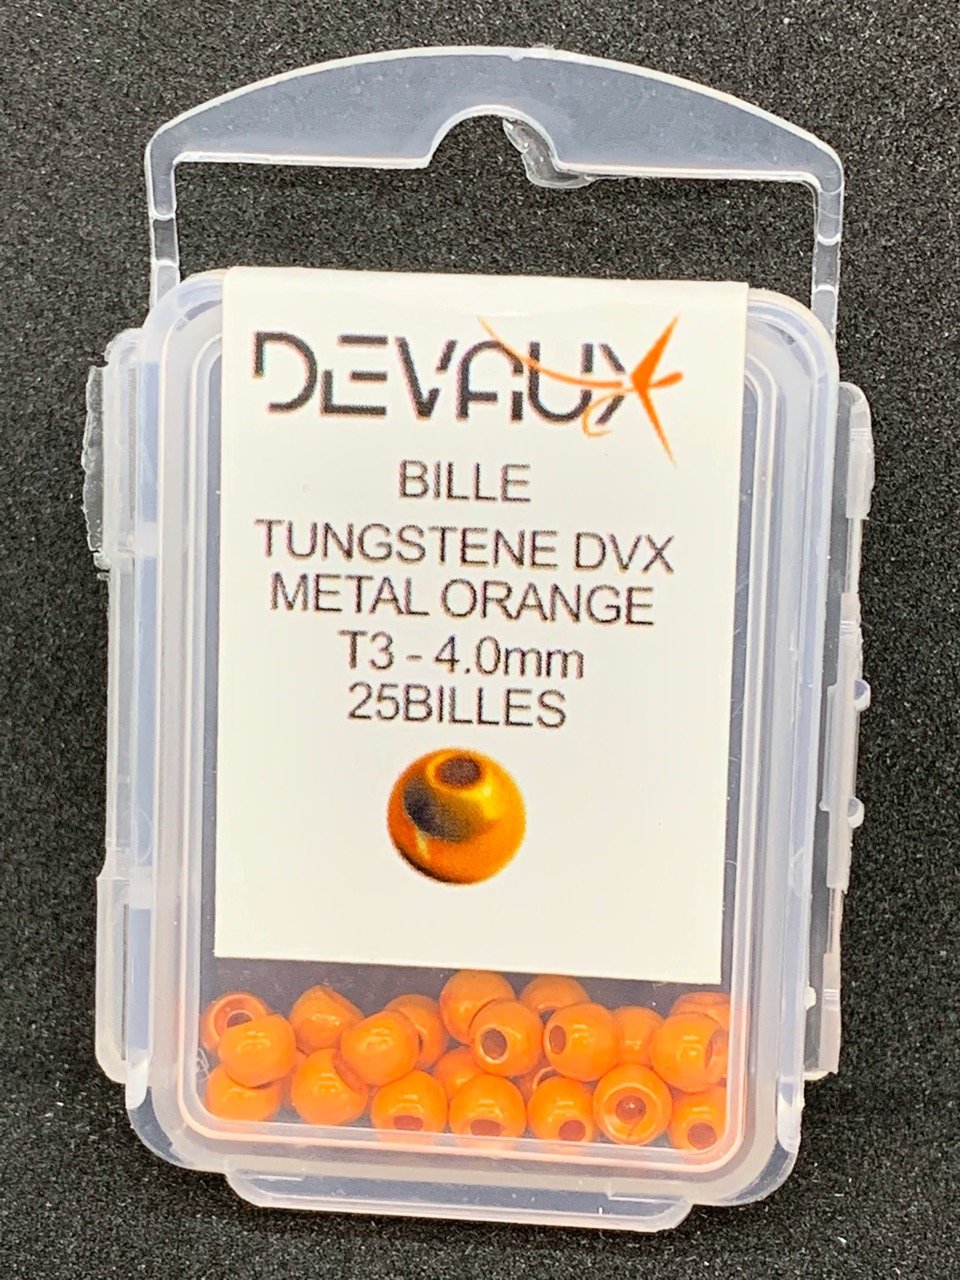 DEVAUX
BILLE
TUNGSTENE DVX
METAL ORANGE
T3 - 4.0mm
25BILLES